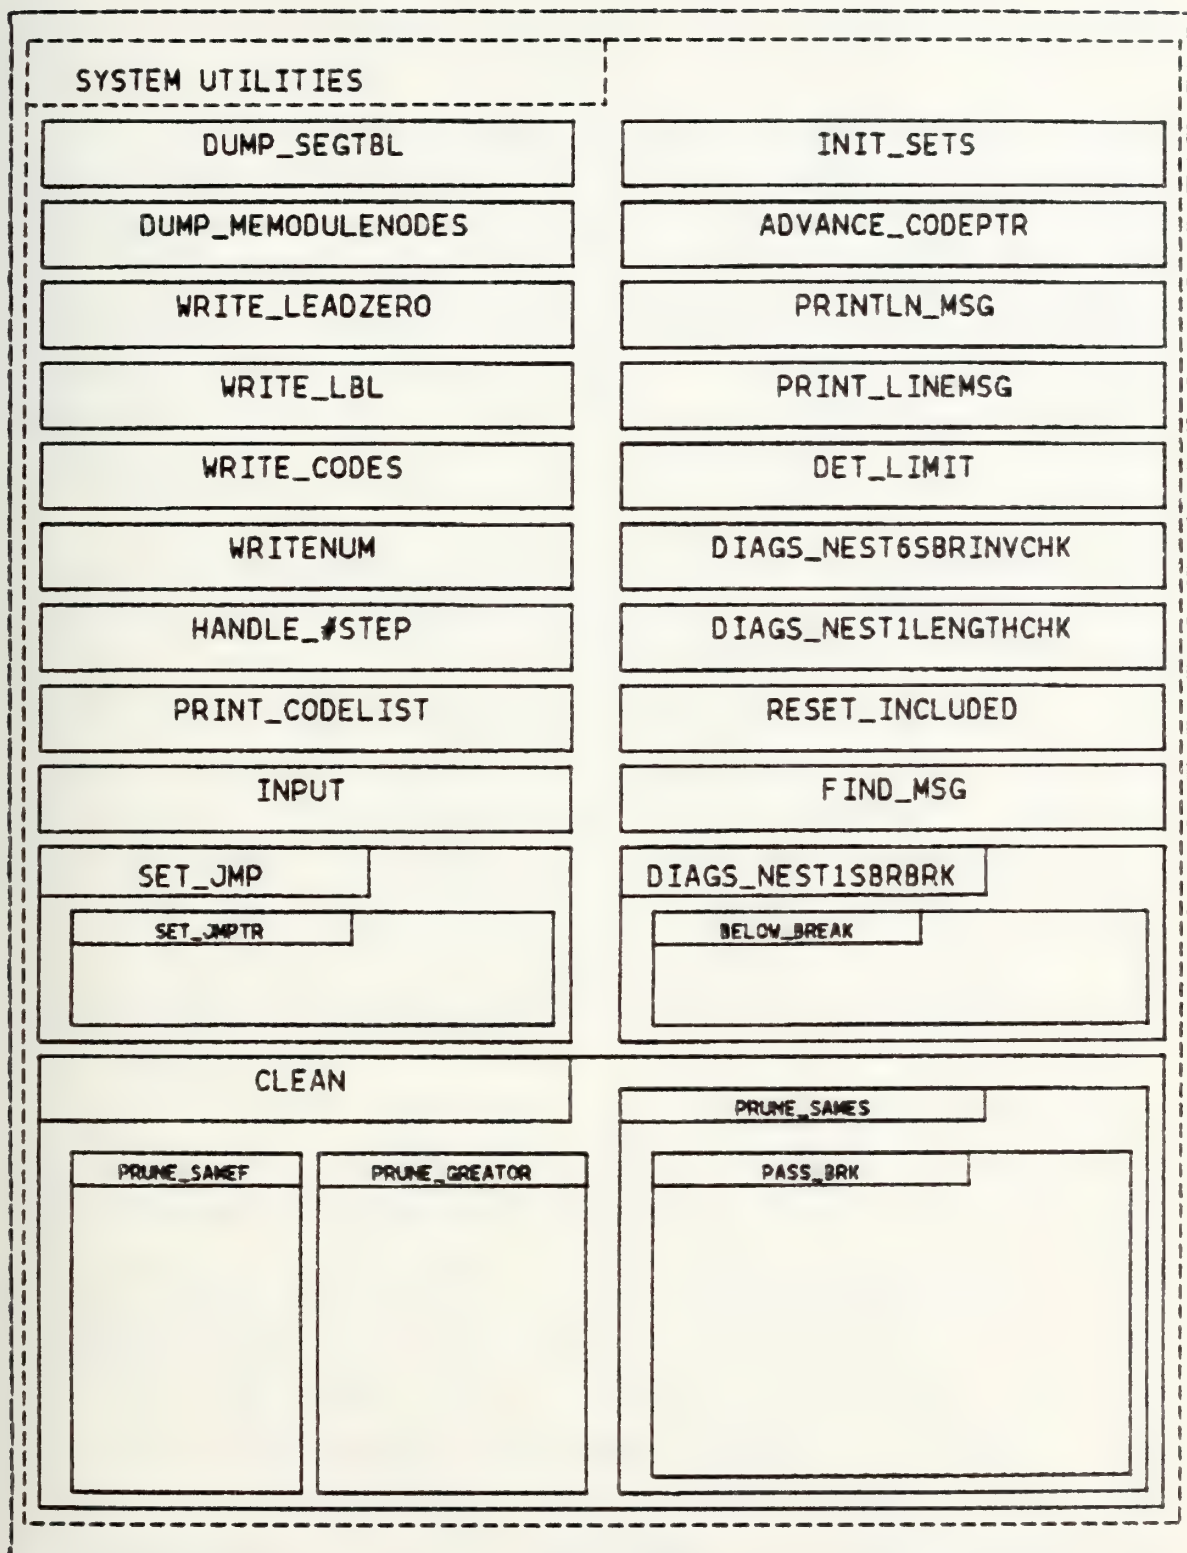 SYSTEM UTILITIES
DUMP_SEGTBL
INIT_SETS
DUMP_MEMODULENODES
ADVANCE_CODEPTR
WRITE_LEADZERO
PRINTLN_MSG
WRITE_LBL
PRINT_LINEMSG
WRITE_CODES
DET_LIMIT
WRITENUM
DIAGS_NEST6SBRINVCHK
HANDLE_#STEP
DIAGS_NEST1LENGTHCHK
PRINT_CODELIST
RESET_INCLUDED
INPUT
FIND_MSG
SET_JMP
DIAGS_NEST1SBRBRK
SET_JMPTR
BELOW_BREAK
CLEAN
PRUNE_SAMES
PRUNE_SAMEF
PRUNE_GREATOR
PASS_BRK